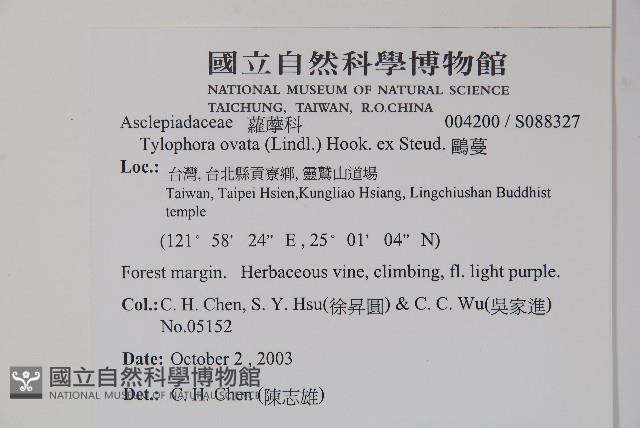 國立自然科學博物館
NATIONAL MUSEUM OF NATURAL SCIENCE
TAICHUNG, TAIWAN, R.O.CHINA
Asclepiadaceae 蘿藦科 004200 / S088327
Tylophora ovata (Lindl.) Hook. ex Steud. 鷗蔓
Loc.: 台灣, 台北縣貢寮鄉, 靈鷲山道場
Taiwan, Taipei Hsien,Kungliao Hsiang, Lingchiushan Buddhist
temple
(121° 58' 24" E , 25° 01' 04" N)
Forest margin. Herbaceous vine, climbing, fl. light purple.
Col.: C. H. Chen, S. Y. Hsu(徐昇圓) & C. C. Wu(吳家進)
No.05152
Date: October 2 , 2003
國立自然科學博物館
NATIONAL MUSEUM OF NATURAL SCIENCE
Det.: C. H. Chen (陳志雄)